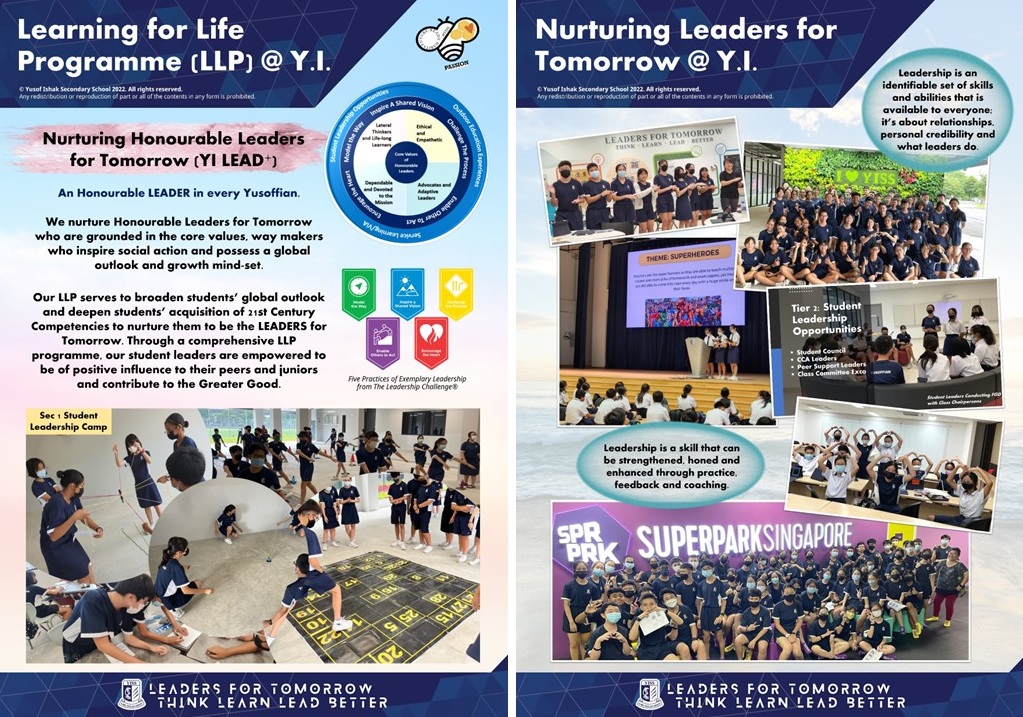 Learning for Life
Programme (LLP) @ Y.I.
© Yusof Ishak Secondary School 2022. All rights reserved.
Any redistribution or reproduction of part or all of the contents in any form is prohibited.
PASSION
Nurturing Honourable Leaders
for Tomorrow (YI LEAD+)
An Honourable LEADER in every Yusoffian.
We nurture Honourable Leaders for Tomorrow
who are grounded in the core values, way makers
who inspire social action and possess a global
outlook and growth mind-set.
Our LLP serves to broaden students' global outlook
and deepen students' acquisition of 21st Century
Competencies to nurture them to be the LEADERS for
Tomorrow. Through a comprehensive LLP
programme, our student leaders are empowered to
be of positive influence to their peers and juniors
and contribute to the Greater Good.
Student Leadership Opportunities
Outdoor Education Experiences
Service Learning/VIA
Inspire A Shared Vision
Challenge The Process
Enable Other To Act
Encourage the Heart
Model the Way
Lateral
Thinkers
and Life-long
Learners
Ethical
and
Empathetic
Core Values
of
Honourable
Leaders
Dependable
and Devoted
to the
Mission
Advocates and
Adaptive
Leaders
Model
the Way
Inspire a
Shared Vision
Challenge
the Process
Enable
Others to Act
Encourage
the Heart
Five Practices of Exemplary Leadership
from The Leadership Challenge®
Sec 1 Student
Leadership Camp
LEADERS FOR TOMORROW
THINK LEARN LEAD BETTER
Nurturing Leaders for
Tomorrow @ Y.I.
© Yusof Ishak Secondary School 2022. All rights reserved.
Any redistribution or reproduction of part or all of the contents in any form is prohibited.
Leadership is an
identifiable set of skills
and abilities that is
available to everyone;
it's about relationships,
personal credibility and
what leaders do.
LEADERS FOR TOMORROW
THINK · LEARN · LEAD · BETTER
I ♥ YISS
THEME: SUPERHEROES
Tier 2: Student
Leadership
Opportunities
• Student Council
• CCA Leaders
• Peer Support Leaders
• Class Committee Exco
Student Leaders Conducting FGD
with Class Chairpersons
Leadership is a skill that can
be strengthened, honed and
enhanced through practice,
feedback and coaching.
SPR
PRK
SUPERPARKSINGAPORE
LEADERS FOR TOMORROW
THINK LEARN LEAD BETTER